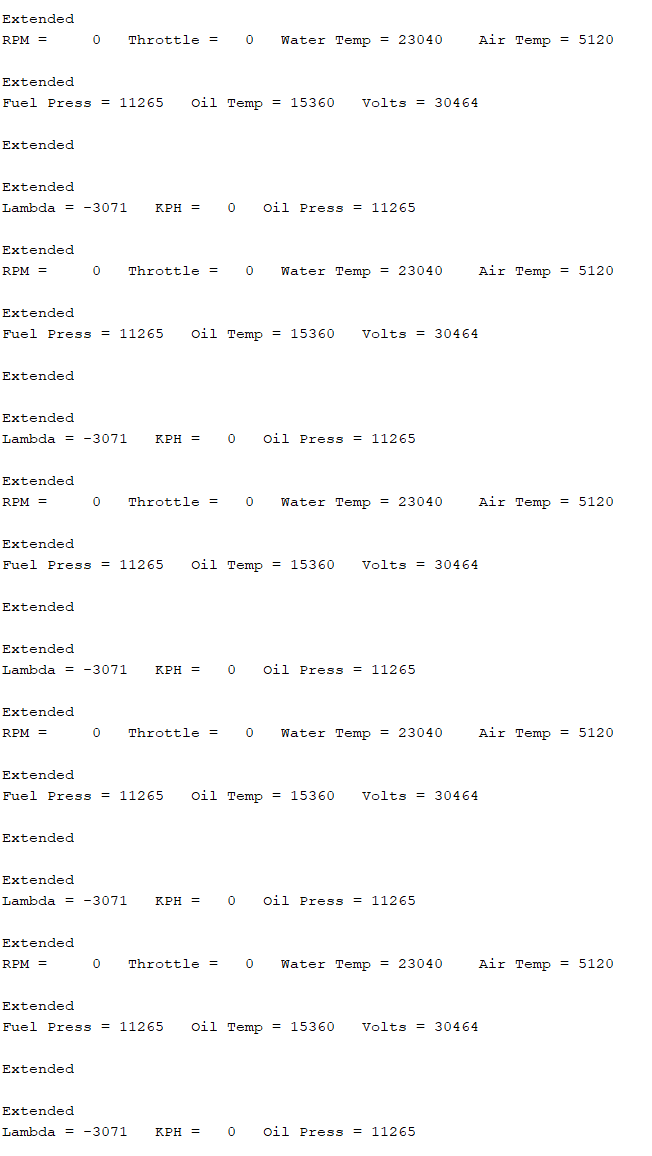 Extended
RPM =     0   Throttle =   0   Water Temp = 23040    Air Temp = 5120
Extended
Fuel Press = 11265   Oil Temp = 15360   Volts = 30464
Extended
Extended
Lambda = -3071   KPH =   0   Oil Press = 11265
Extended
RPM =     0   Throttle =   0   Water Temp = 23040    Air Temp = 5120
Extended
Fuel Press = 11265   Oil Temp = 15360   Volts = 30464
Extended
Extended
Lambda = -3071   KPH =   0   Oil Press = 11265
Extended
RPM =     0   Throttle =   0   Water Temp = 23040    Air Temp = 5120
Extended
Fuel Press = 11265   Oil Temp = 15360   Volts = 30464
Extended
Extended
Lambda = -3071   KPH =   0   Oil Press = 11265
Extended
RPM =     0   Throttle =   0   Water Temp = 23040    Air Temp = 5120
Extended
Fuel Press = 11265   Oil Temp = 15360   Volts = 30464
Extended
Extended
Lambda = -3071   KPH =   0   Oil Press = 11265
Extended
RPM =     0   Throttle =   0   Water Temp = 23040    Air Temp = 5120
Extended
Fuel Press = 11265   Oil Temp = 15360   Volts = 30464
Extended
Extended
Lambda = -3071   KPH =   0   Oil Press = 11265